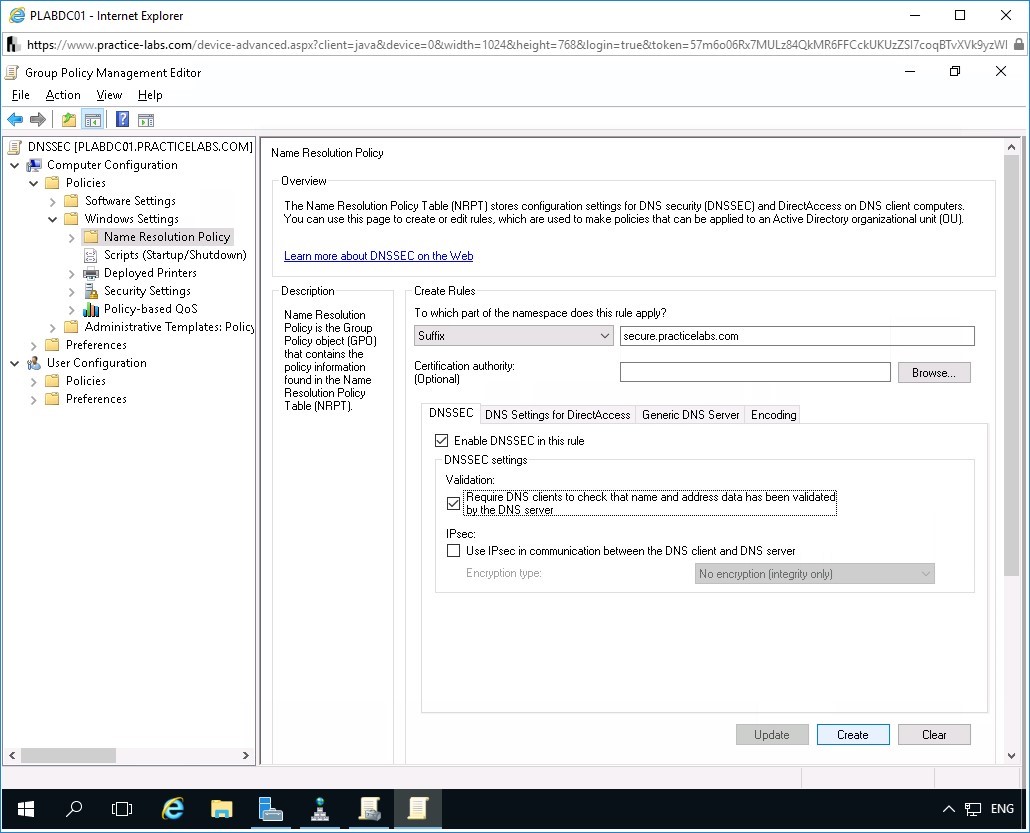 PLABDC01 - Internet Explorer
https://www.practice-labs.com/device-advanced.aspx?client=java&device=0&width=1024&height=768&login=true&token=57m6o06Rx7MULz84QkMR6FFCckUKUzZSI7coqBTvXVk9yzWI
Group Policy Management Editor
File Action View Help
DNSSEC [PLABDC01.PRACTICELABS.COM]
Computer Configuration
Policies
Software Settings
Windows Settings
Name Resolution Policy
Scripts (Startup/Shutdown)
Deployed Printers
Security Settings
Policy-based QoS
Administrative Templates: Policy
Preferences
User Configuration
Policies
Preferences
Name Resolution Policy
Overview
The Name Resolution Policy Table (NRPT) stores configuration settings for DNS security (DNSSEC) and DirectAccess on DNS client computers.
You can use this page to create or edit rules, which are used to make policies that can be applied to an Active Directory organizational unit (OU).
Learn more about DNSSEC on the Web
Description
Name Resolution
Policy is the Group
Policy object (GPO)
that contains the
policy information
found in the Name
Resolution Policy
Table (NRPT).
Create Rules
To which part of the namespace does this rule apply?
Suffix secure.practicelabs.com
Certification authority:
(Optional)
Browse...
DNSSEC DNS Settings for DirectAccess Generic DNS Server Encoding
Enable DNSSEC in this rule
DNSSEC settings
Validation:
Require DNS clients to check that name and address data has been validated
by the DNS server
IPsec:
Use IPsec in communication between the DNS client and DNS server
Encryption type: No encryption (integrity only)
Update Create Clear
ENG